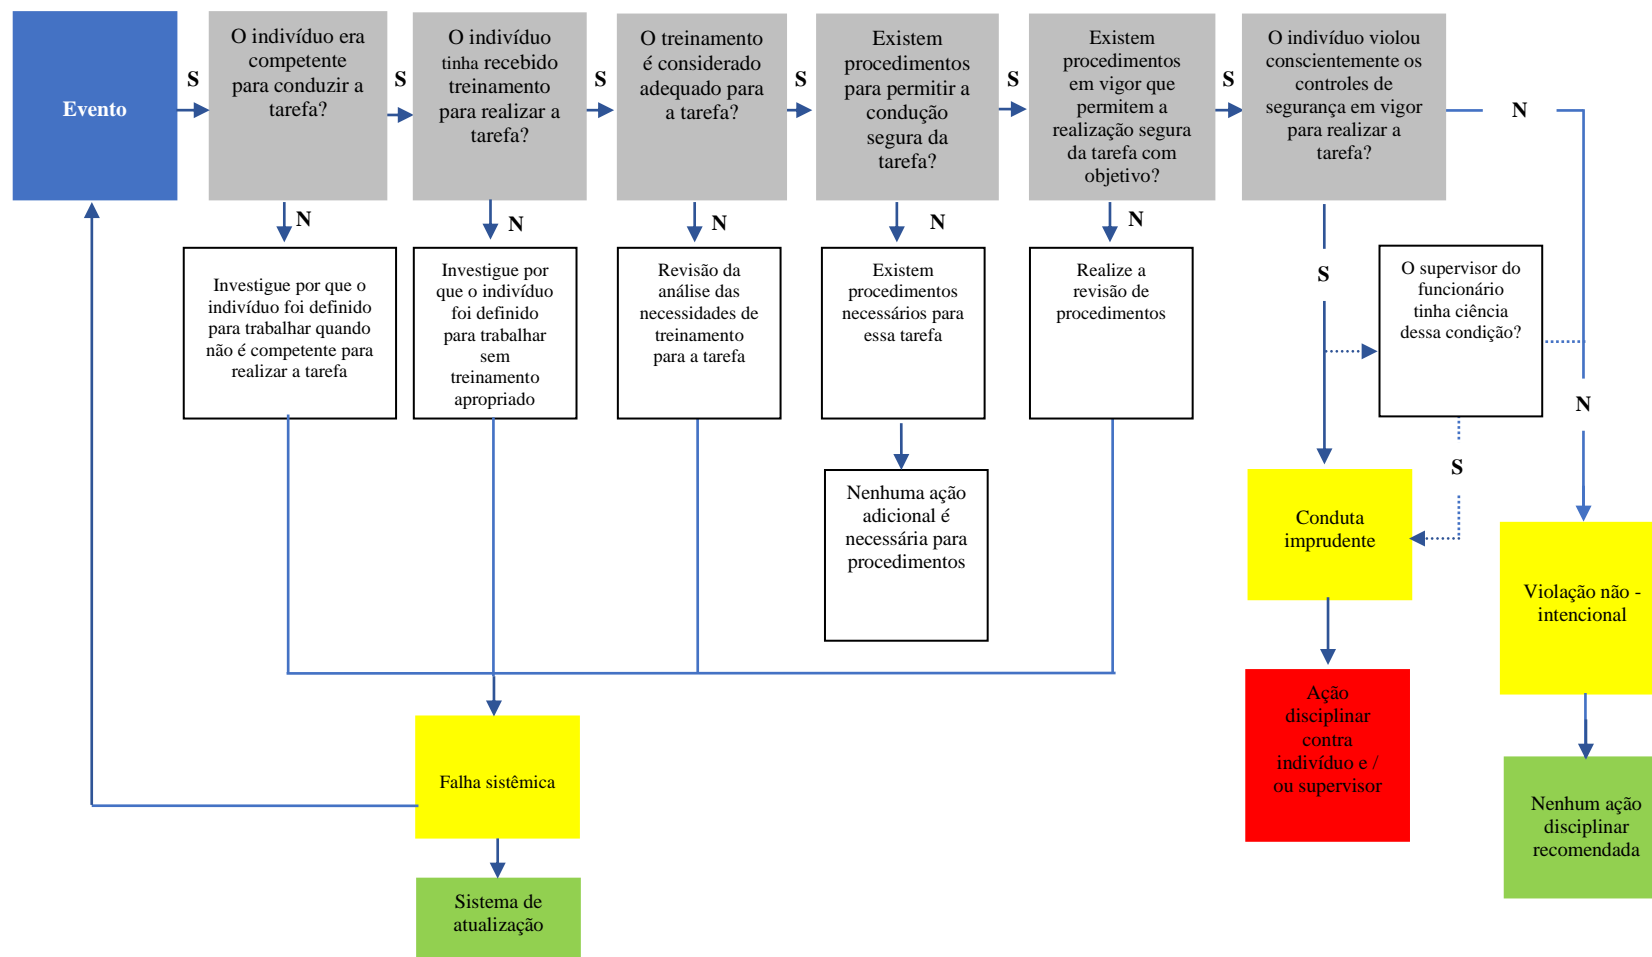 Evento
S
O indivíduo era
competente
para conduzir a
tarefa?
S
O indivíduo
tinha recebido
treinamento
para realizar a
tarefa?
S
O treinamento
é considerado
adequado para
a tarefa?
S
Existem
procedimentos
para permitir a
condução
segura da
tarefa?
S
Existem
procedimentos
em vigor que
permitem a
realização segura
da tarefa com
objetivo?
S
O indivíduo violou
conscientemente os
controles de
segurança em vigor
para realizar a
tarefa?
N
N
N
N
N
N
Investigue por que o
indivíduo foi definido
para trabalhar quando
não é competente para
realizar a tarefa
Investigue por
que o indivíduo
foi definido
para trabalhar
sem
treinamento
apropriado
Revisão da
análise das
necessidades de
treinamento
para a tarefa
Existem
procedimentos
necessários para
essa tarefa
Realize a
revisão de
procedimentos
S
O supervisor do
funcionário
tinha ciência
dessa condição?
N
S
Nenhuma ação
adicional é
necessária para
procedimentos
Conduta
imprudente
Violação não -
intencional
Ação
disciplinar
contra
indivíduo e /
ou supervisor
Falha sistêmica
Nenhum ação
disciplinar
recomendada
Sistema de
atualização